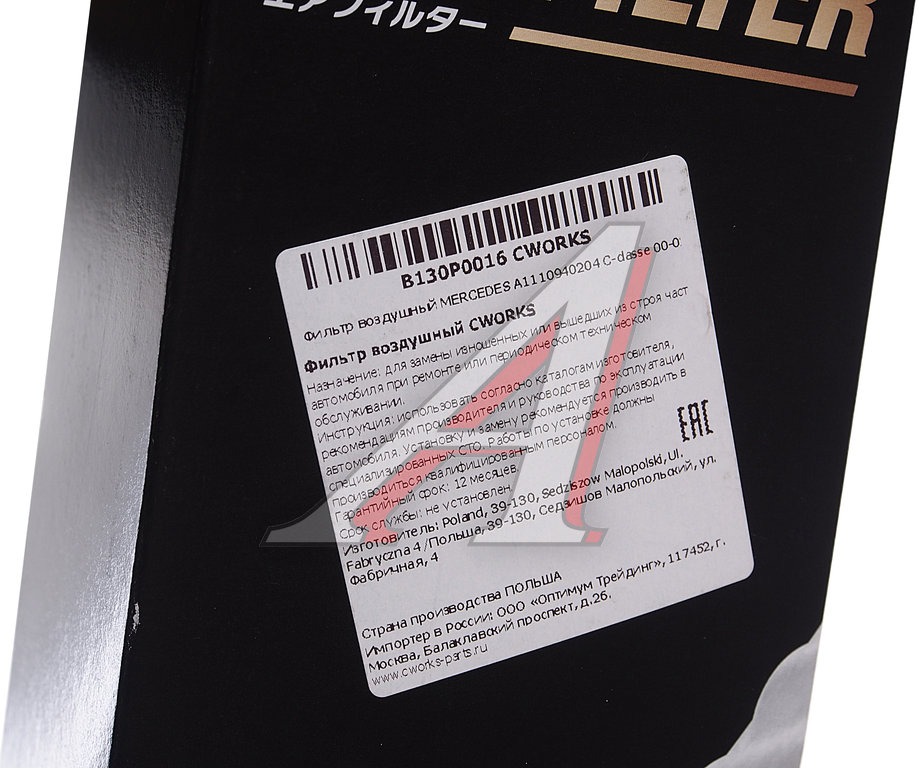 エアフィルター
FILTER
B130P0016 CWORKS
Фильтр воздушный MERCEDES A1110940204 C-classe 00-0
Фильтр воздушный CWORKS
Назначение: для замены изношенных или вышедших из строя част
автомобиля при ремонте или периодическом техническом
обслуживании.
Инструкция: использовать согласно каталогам изготовителя,
рекомендациям производителя и руководства по эксплуатации
автомобиля. Установку и замену рекомендуется производить в
специализированных СТО. Работы по установке должны
производиться квалифицированным персоналом.
Гарантийный срок: 12 месяцев.
Срок службы: не установлен
Изготовитель: Poland, 39-130, Sedziszow Malopolski, Ul.
Fabryczna 4 /Польша, 39-130, Седзишов Малопольский, ул.
Фабричная, 4
EAC
Страна производства ПОЛЬША
Импортер в России: ООО «Оптимум Трейдинг», 117452, г.
Москва, Балаклавский проспект, д.2б.
www.cworks-parts.ru